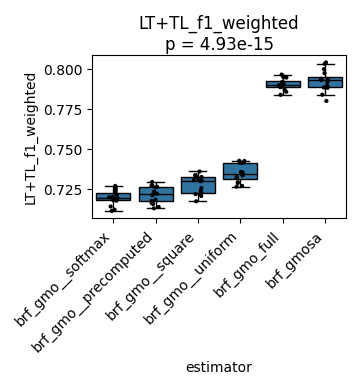 LT+TL_f1_weighted
p = 4.93e-15
LT+TL_f1_weighted
0.800
0.775
0.750
0.725
brf_gmo__softmax
brf_gmo__precomputed
brf_gmo__square
brf_gmo__uniform
brf_gmo_full
brf_gmosa
estimator